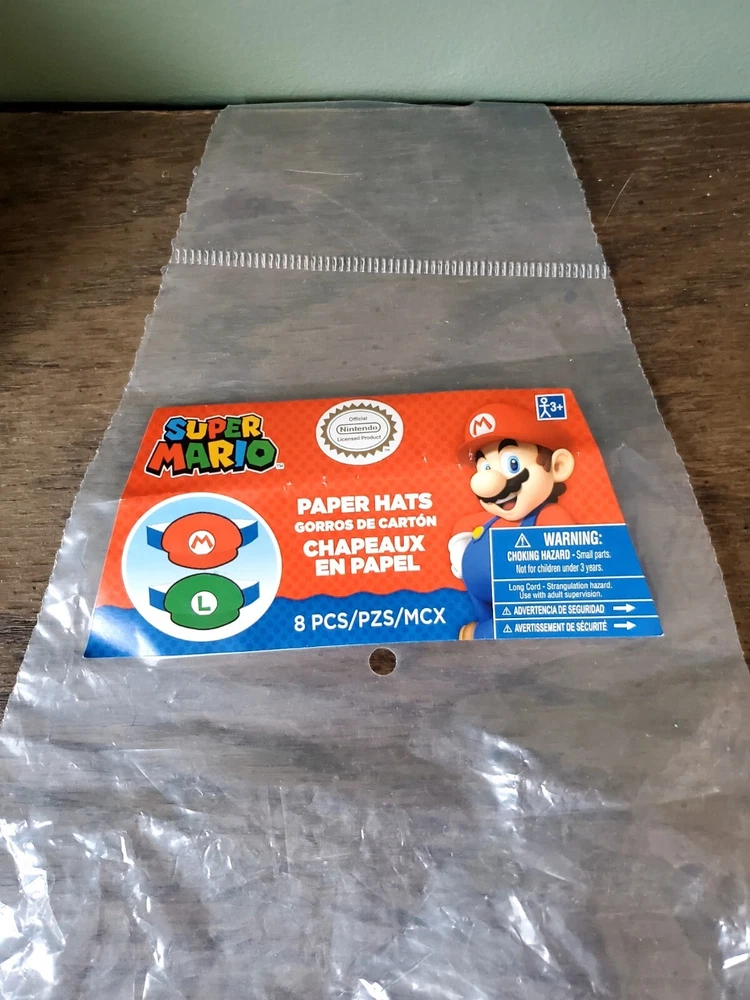 SUPER
MARIO
TM
Official
Nintendo
Licensed Product
TM
M
3+
PAPER HATS
GORROS DE CARTÓN
CHAPEAUX
EN PAPEL
8 PCS/PZS/MCX
M
L
WARNING:
CHOKING HAZARD - Small parts.
Not for children under 3 years.
Long Cord - Strangulation hazard.
Use with adult supervision.
ADVERTENCIA DE SEGURIDAD
AVERTISSEMENT DE SÉCURITÉ